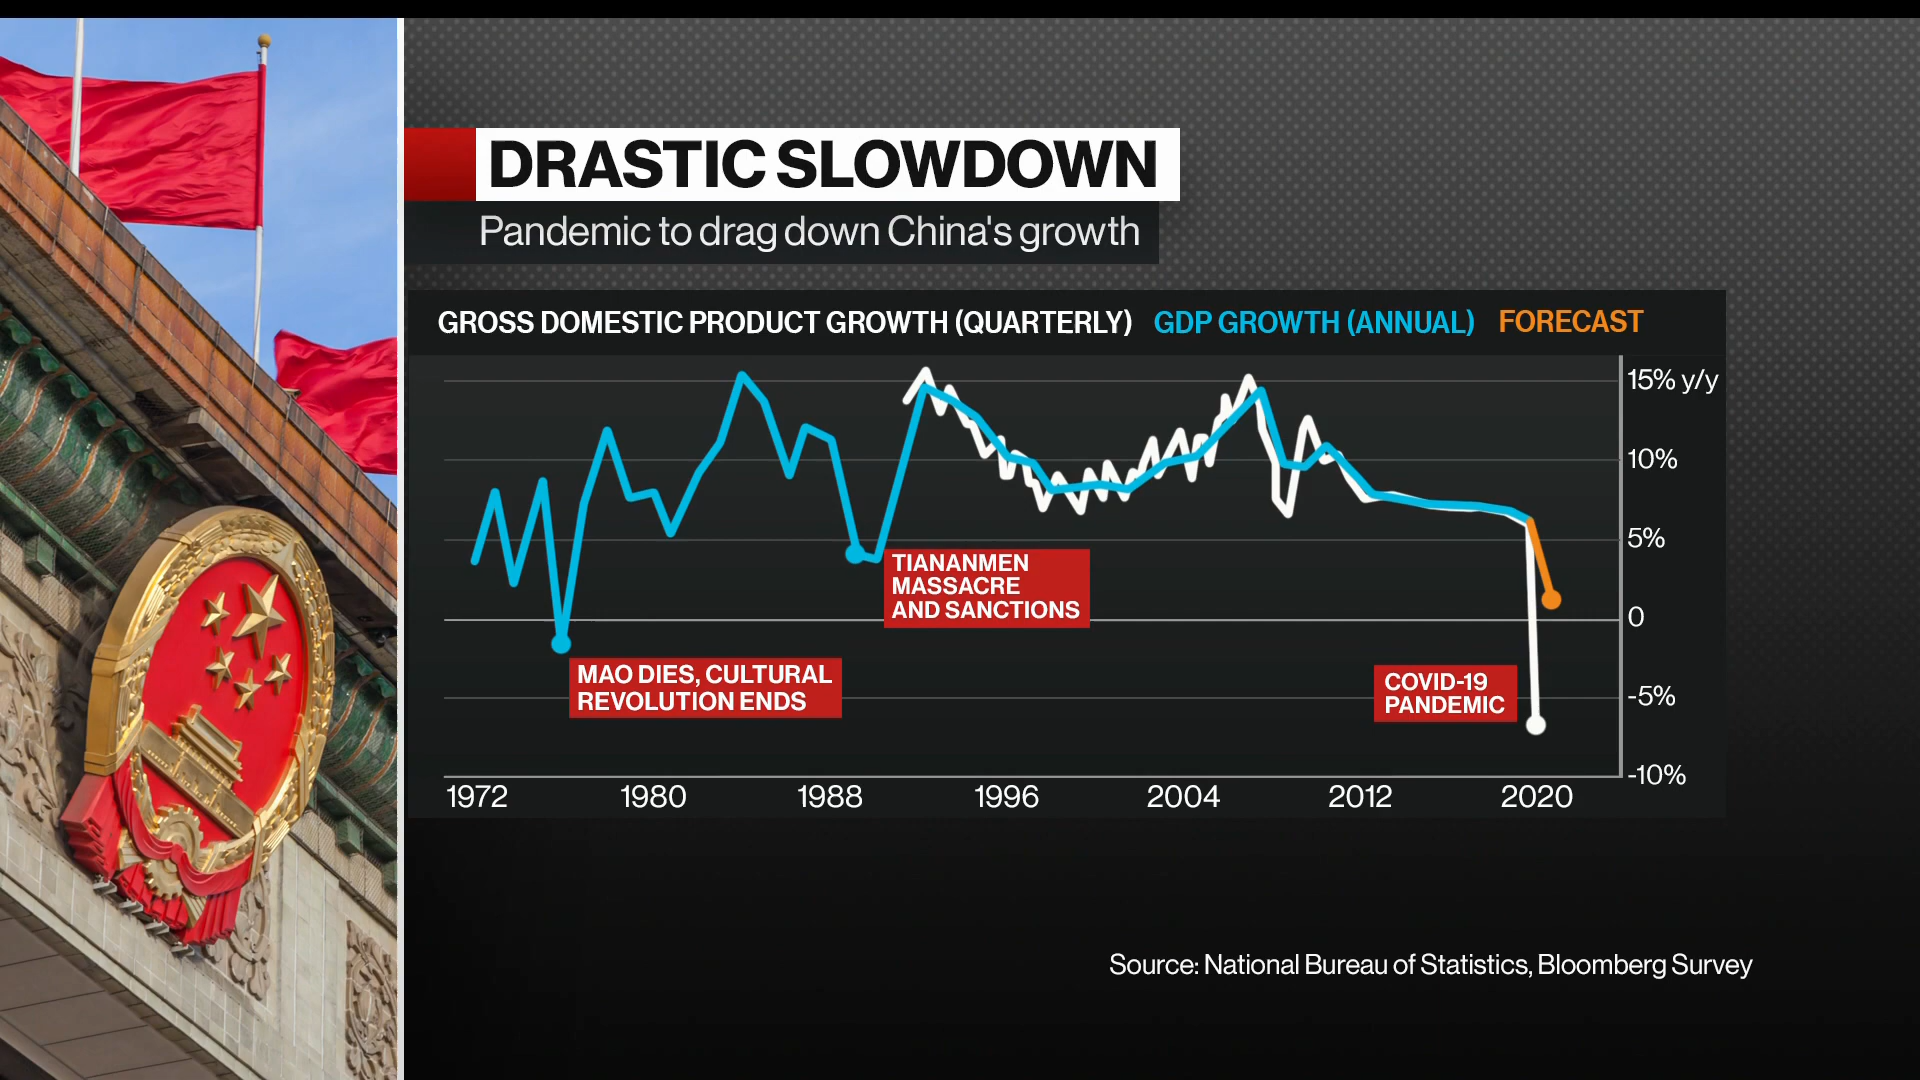 DRASTIC SLOWDOWN
Pandemic to drag down China's growth
GROSS DOMESTIC PRODUCT GROWTH (QUARTERLY) GDP GROWTH (ANNUAL) FORECAST
15% y/y
10%
5%
0
-5%
-10%
TIANANMEN
MASSACRE
AND SANCTIONS
MAO DIES, CULTURAL
REVOLUTION ENDS
COVID-19
PANDEMIC
1972 1980 1988 1996 2004 2012 2020
Source: National Bureau of Statistics, Bloomberg Survey